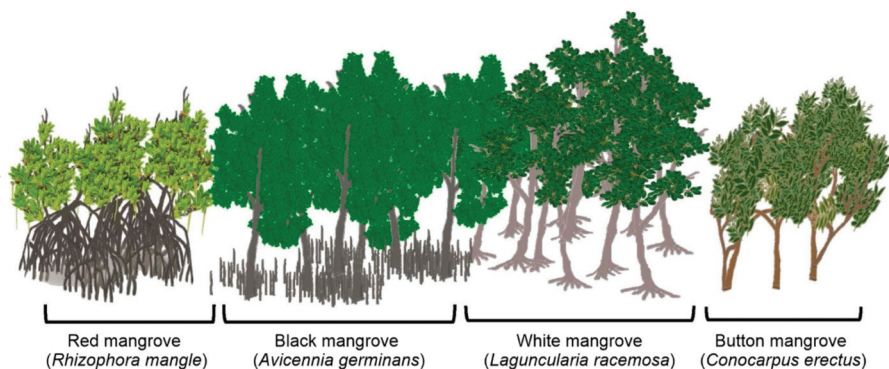 Red mangrove
(Rhizophora mangle)
Black mangrove
(Avicennia germinans)
White mangrove
(Laguncularia racemosa)
Button mangrove
(Conocarpus erectus)